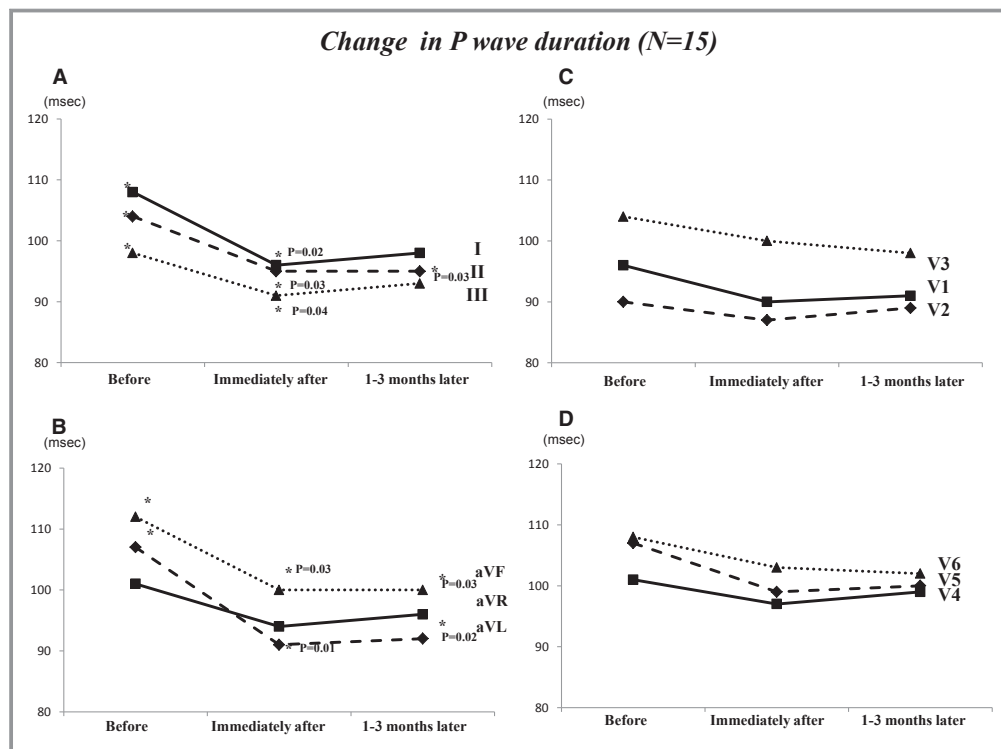 Change in P wave duration (N=15)
A
(msec)
120
110
100
90
80
*
*
*
* P=0.02
* P=0.03
* P=0.04
* P=0.03
I
II
III
Before Immediately after 1-3 months later
C
(msec)
120
110
100
90
80
V3
V1
V2
Before Immediately after 1-3 months later
B
(msec)
120
110
100
90
80
*
*
* P=0.03
* P=0.01
* P=0.03
* P=0.02
aVF
aVR
aVL
Before Immediately after 1-3 months later
D
(msec)
120
110
100
90
80
V6
V5
V4
Before Immediately after 1-3 months later